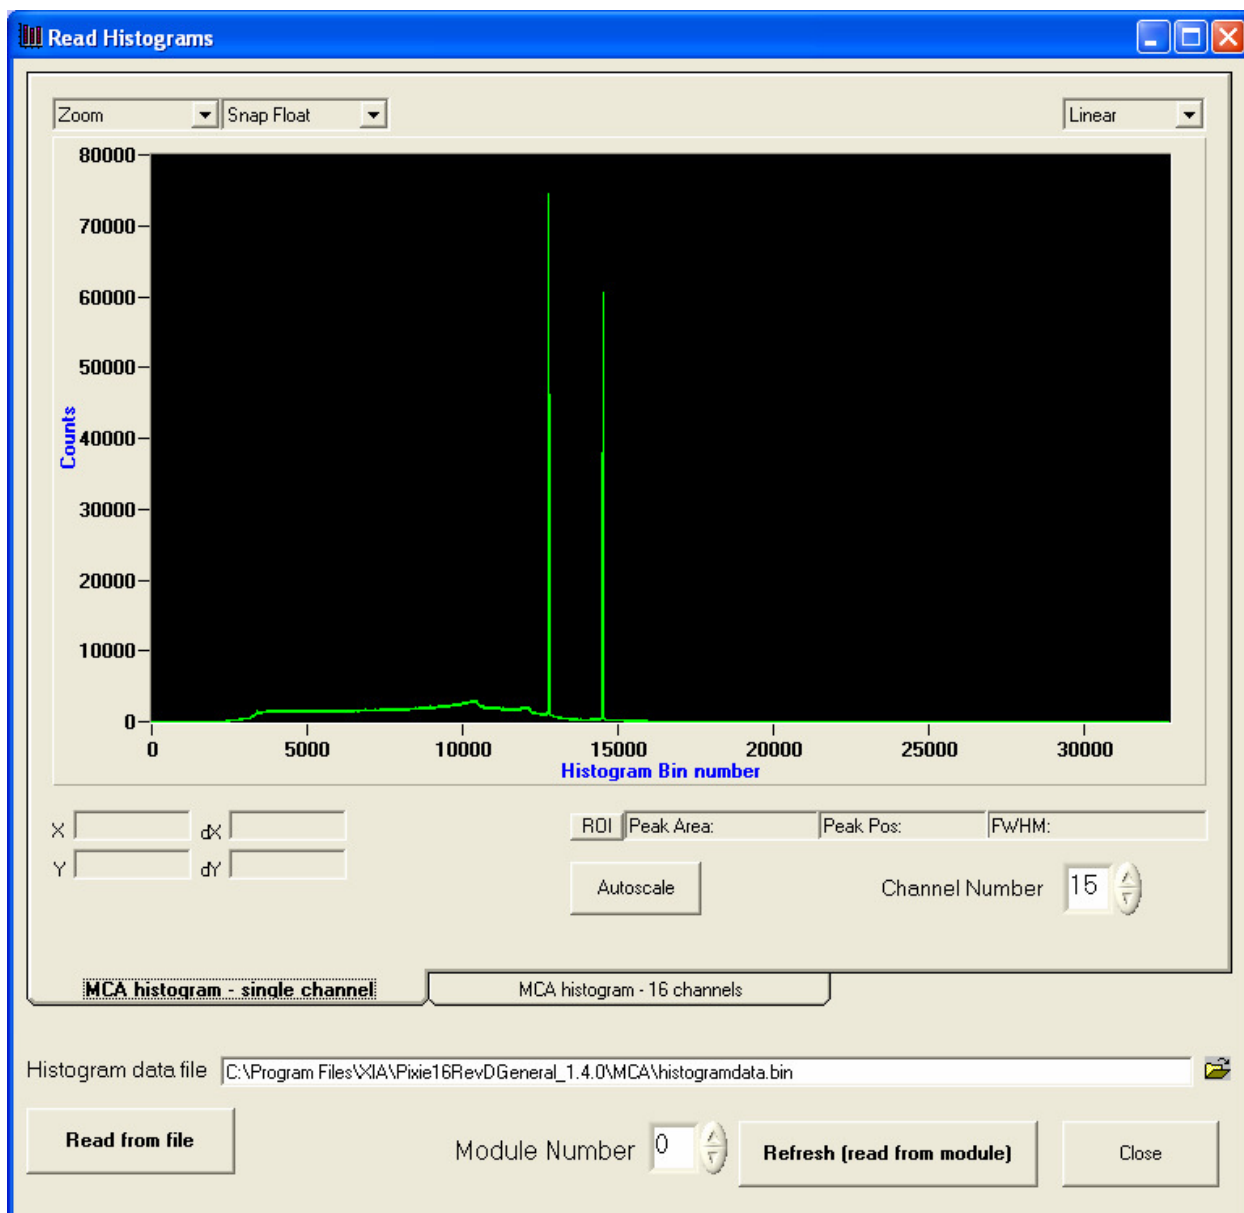 Read Histograms
Zoom Snap Float Linear
80000
70000
60000
50000
40000
30000
20000
10000
0
Counts
0 5000 10000 15000 20000 25000 30000
Histogram Bin number
X dX ROI Peak Area: Peak Pos: FWHM:
Y dY Autoscale Channel Number 15
MCA histogram - single channel MCA histogram - 16 channels
Histogram data file C:\Program Files\XIA\Pixie16RevDGeneral_1.4.0\MCA\histogramdata.bin
Read from file Module Number 0 Refresh (read from module) Close